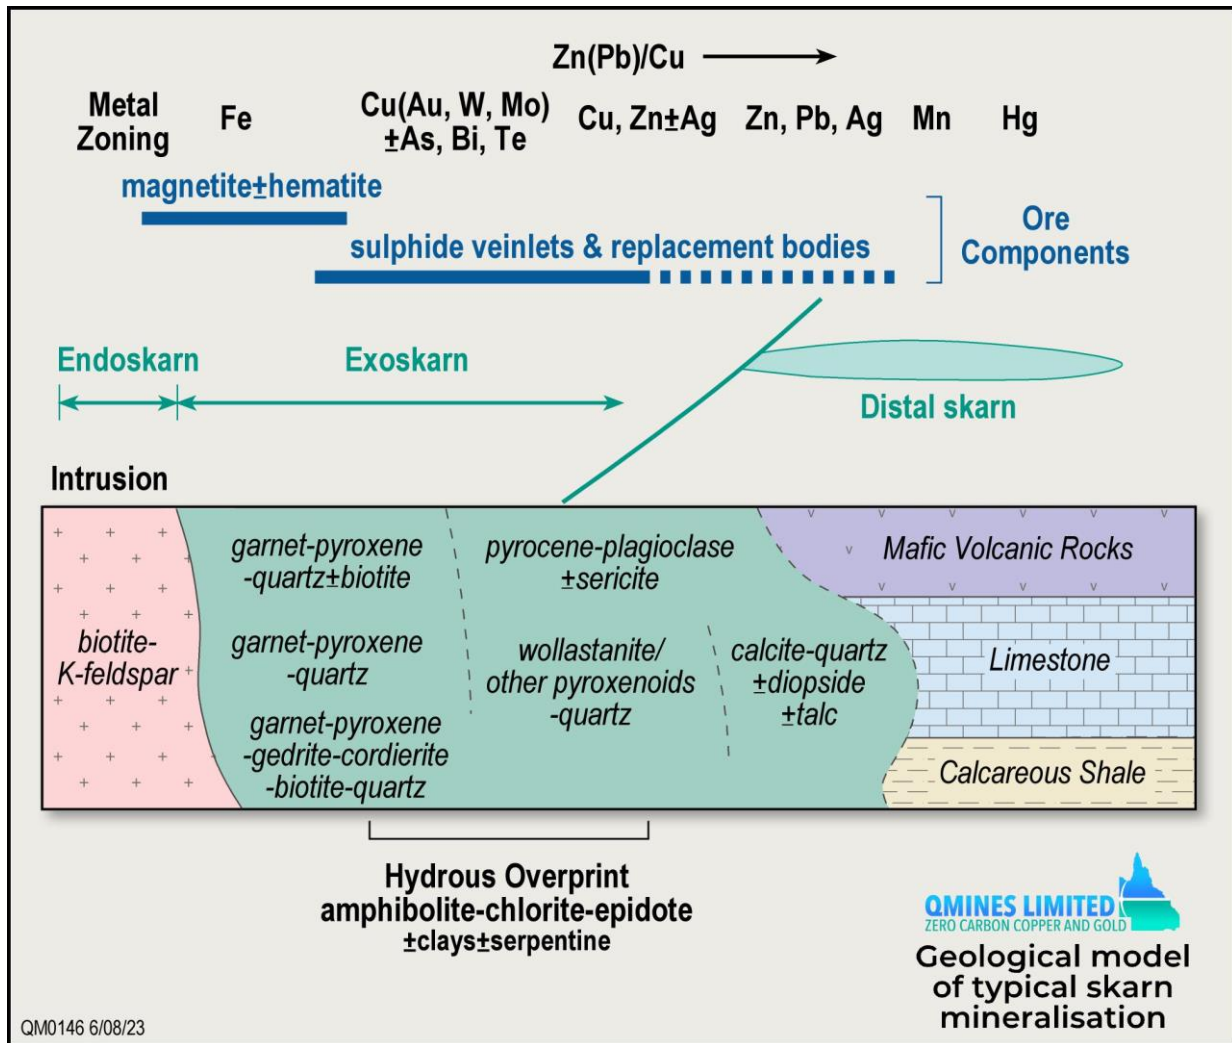 Zn(Pb)/Cu
Metal
Zoning
Fe
Cu(Au, W, Mo)
±As, Bi, Te
Cu, Zn±Ag
Zn, Pb, Ag
Mn
Hg
magnetite±hematite
sulphide veinlets & replacement bodies
Ore
Components
Endoskarn
Exoskarn
Distal skarn
Intrusion
biotite-
K-feldspar
garnet-pyroxene
-quartz±biotite
garnet-pyroxene
-quartz
garnet-pyroxene
-gedrite-cordierite
-biotite-quartz
pyrocene-plagioclase
±sericite
wollastanite/
other pyroxenoids
-quartz
calcite-quartz
±diopside
±talc
Mafic Volcanic Rocks
Limestone
Calcareous Shale
Hydrous Overprint
amphibolite-chlorite-epidote
±clays±serpentine
QMINES LIMITED
ZERO CARBON COPPER AND GOLD
Geological model
of typical skarn
mineralisation
QM0146 6/08/23